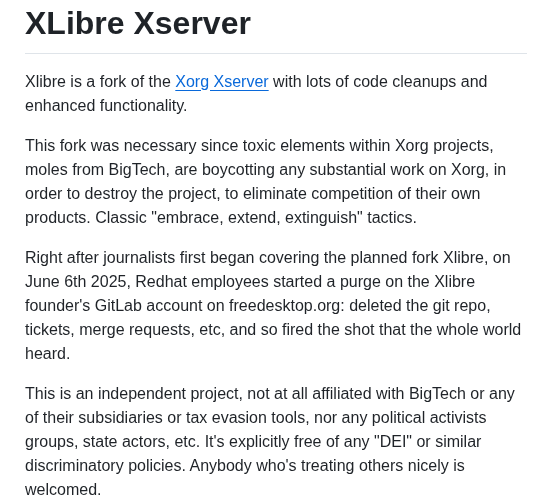 XLibre Xserver
Xlibre is a fork of the Xorg Xserver with lots of code cleanups and
enhanced functionality.
This fork was necessary since toxic elements within Xorg projects,
moles from BigTech, are boycotting any substantial work on Xorg, in
order to destroy the project, to eliminate competition of their own
products. Classic "embrace, extend, extinguish" tactics.
Right after journalists first began covering the planned fork Xlibre, on
June 6th 2025, Redhat employees started a purge on the Xlibre
founder's GitLab account on freedesktop.org: deleted the git repo,
tickets, merge requests, etc, and so fired the shot that the whole world
heard.
This is an independent project, not at all affiliated with BigTech or any
of their subsidiaries or tax evasion tools, nor any political activists
groups, state actors, etc. It's explicitly free of any "DEI" or similar
discriminatory policies. Anybody who's treating others nicely is
welcomed.